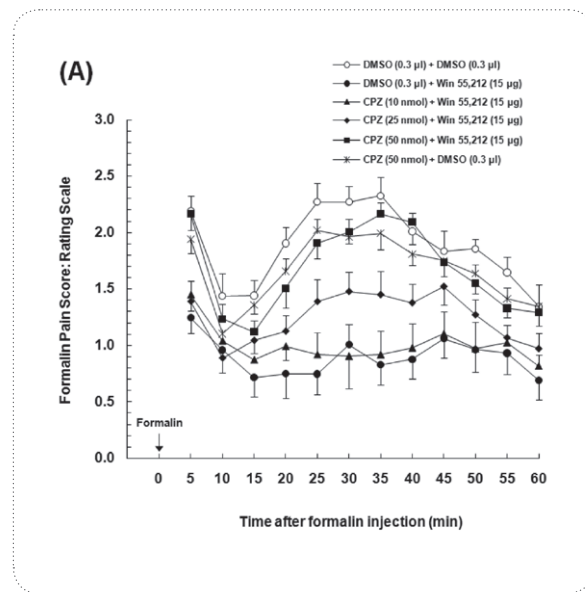 (A)
DMSO (0.3 µl) + DMSO (0.3 µl)
DMSO (0.3 µl) + Win 55,212 (15 µg)
CPZ (10 nmol) + Win 55,212 (15 µg)
CPZ (25 nmol) + Win 55,212 (15 µg)
CPZ (50 nmol) + Win 55,212 (15 µg)
CPZ (50 nmol) + DMSO (0.3 µl)
Formalin Pain Score: Rating Scale
3.0
2.5
2.0
1.5
1.0
0.5
0.0
Formalin
0 5 10 15 20 25 30 35 40 45 50 55 60
Time after formalin injection (min)